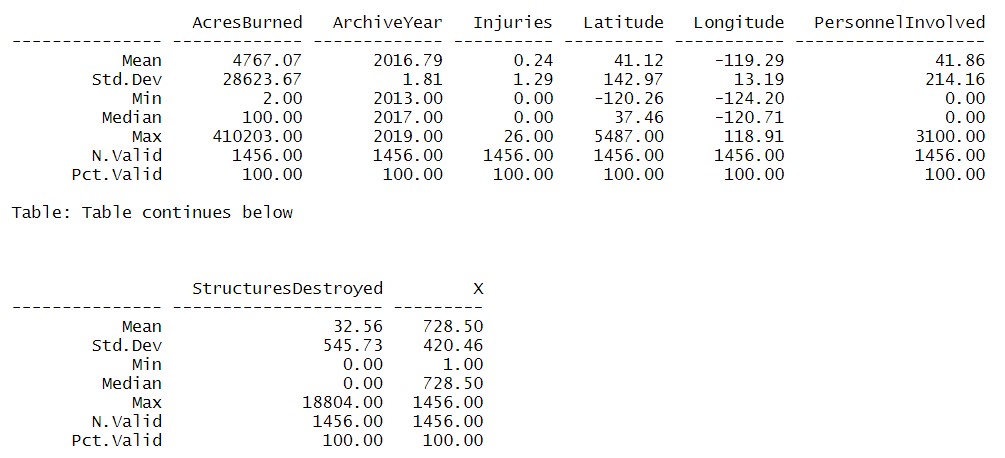 AcresBurned   ArchiveYear   Injuries   Latitude   Longitude   PersonnelInvolved
--------------- ------------- ------------- ---------- ---------- ----------- -------------------
           Mean       4767.07       2016.79       0.24      41.12     -119.29               41.86
        Std.Dev      28623.67          1.81       1.29     142.97       13.19              214.16
            Min          2.00       2013.00       0.00    -120.26     -124.20                0.00
         Median        100.00       2017.00       0.00      37.46     -120.71                0.00
            Max     410203.00       2019.00      26.00    5487.00      118.91             3100.00
        N.Valid       1456.00       1456.00    1456.00    1456.00     1456.00             1456.00
      Pct.Valid        100.00        100.00     100.00     100.00      100.00              100.00
Table: Table continues below
                  StructuresDestroyed         X
--------------- --------------------- ---------
           Mean                 32.56    728.50
        Std.Dev                545.73    420.46
            Min                  0.00      1.00
         Median                  0.00    728.50
            Max              18804.00   1456.00
        N.Valid               1456.00   1456.00
      Pct.Valid                100.00    100.00